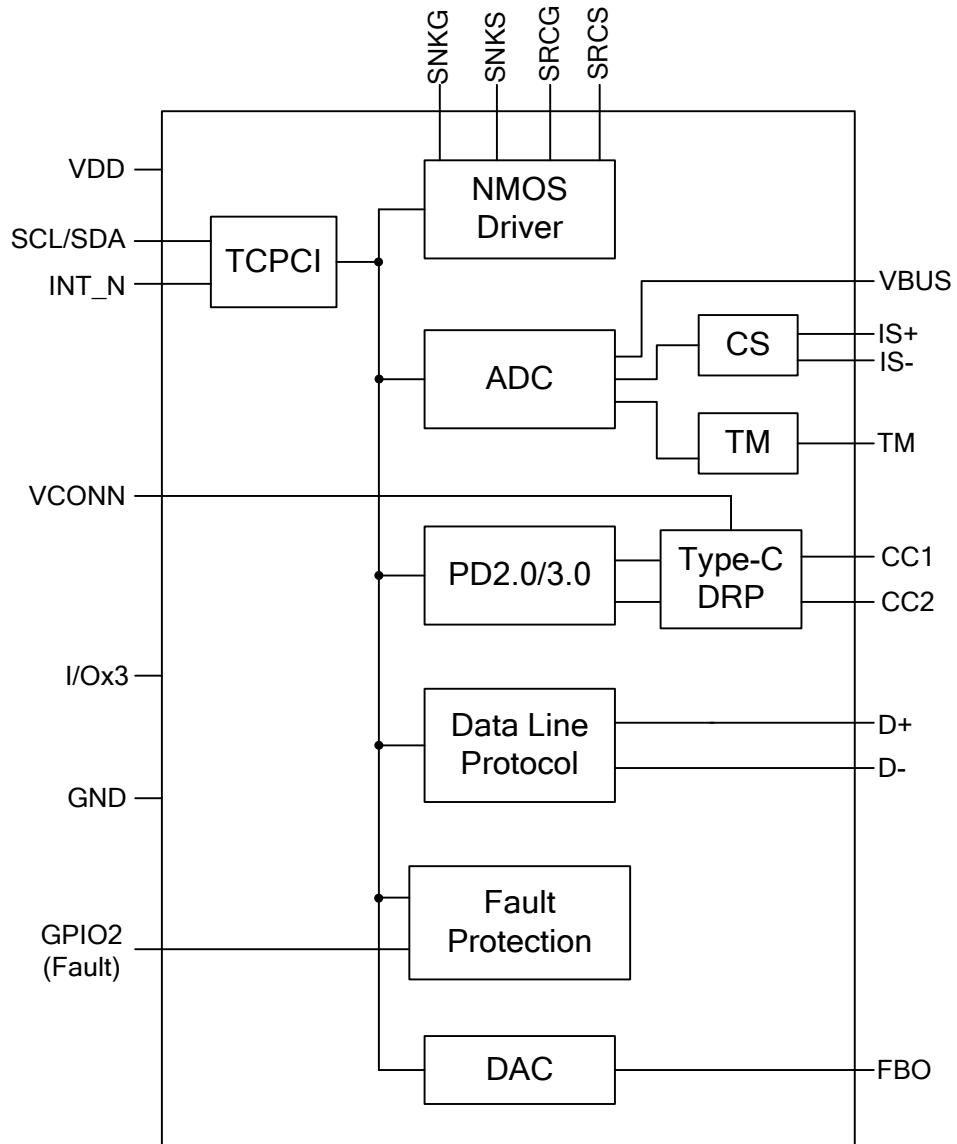 SNKG
SNKS
SRCG
SRCS
VDD
NMOS
Driver
SCL/SDA
TCPCI
INT_N
VBUS
IS+
CS
IS-
ADC
TM
TM
VCONN
Type-C
DRP
CC1
PD2.0/3.0
CC2
I/Ox3
Data Line
Protocol
D+
D-
GND
Fault
Protection
GPIO2
(Fault)
DAC
FBO